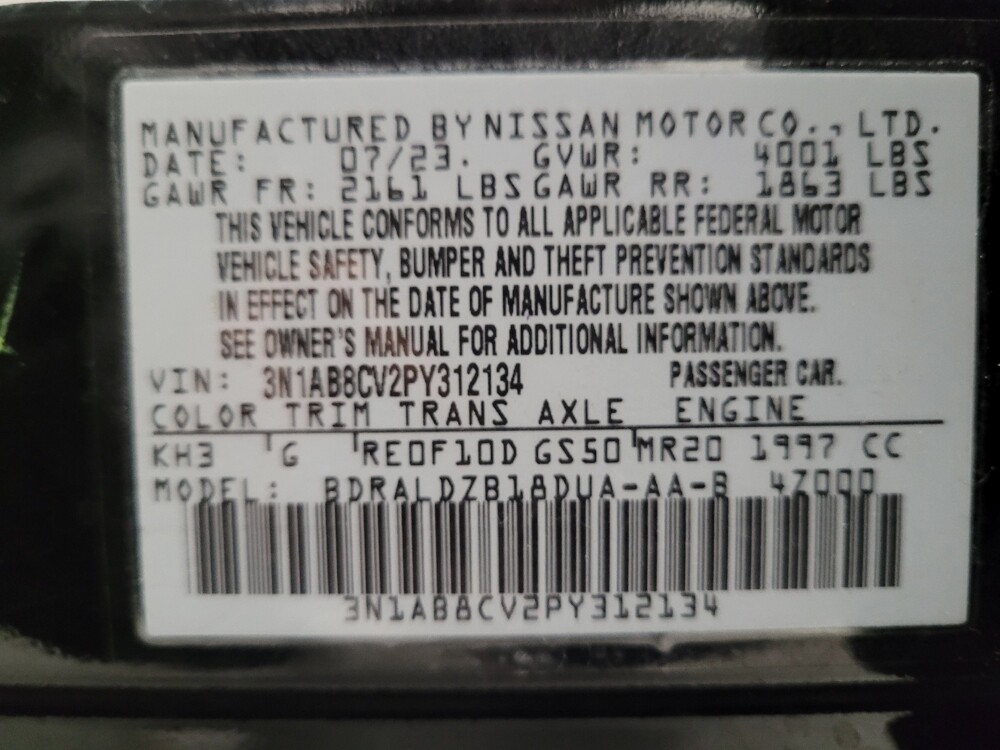 MANUFACTURED BY NISSAN MOTOR CO., LTD.
DATE: 07/23. GVWR: 4001 LBS
GAWR FR: 2161 LBS GAWR RR: 1863 LBS
THIS VEHICLE CONFORMS TO ALL APPLICABLE FEDERAL MOTOR
VEHICLE SAFETY, BUMPER AND THEFT PREVENTION STANDARDS
IN EFFECT ON THE DATE OF MANUFACTURE SHOWN ABOVE.
SEE OWNER'S MANUAL FOR ADDITIONAL INFORMATION.
VIN: 3N1AB8CV2PY312134 PASSENGER CAR.
COLOR TRIM TRANS AXLE ENGINE
KH3 G RE0F10D GS50 MR20 1997 CC
MODEL: BDRALDZB18DUA-AA-B 4Z000
3N1AB8CV2PY312134